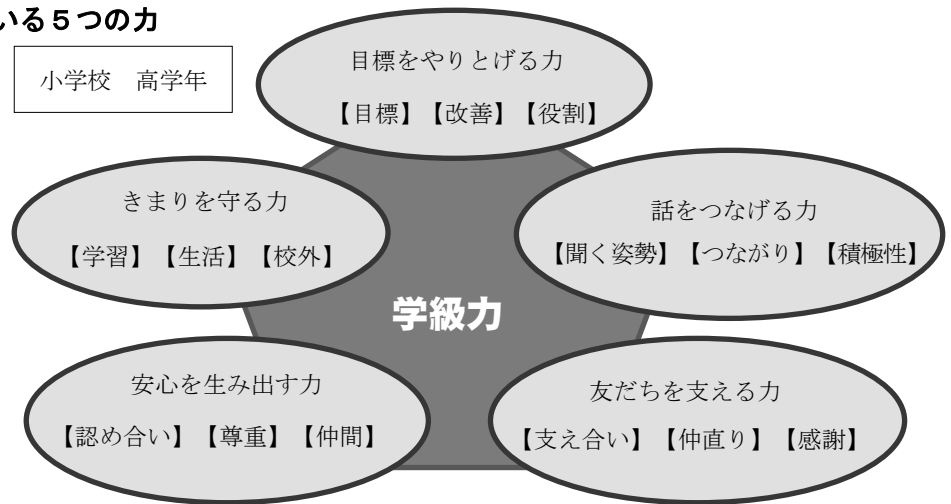 いる５つの力
小学校　高学年
目標をやりとげる力
【目標】【改善】【役割】
きまりを守る力
【学習】【生活】【校外】
話をつなげる力
【聞く姿勢】【つながり】【積極性】
学級力
安心を生み出す力
【認め合い】【尊重】【仲間】
友だちを支える力
【支え合い】【仲直り】【感謝】